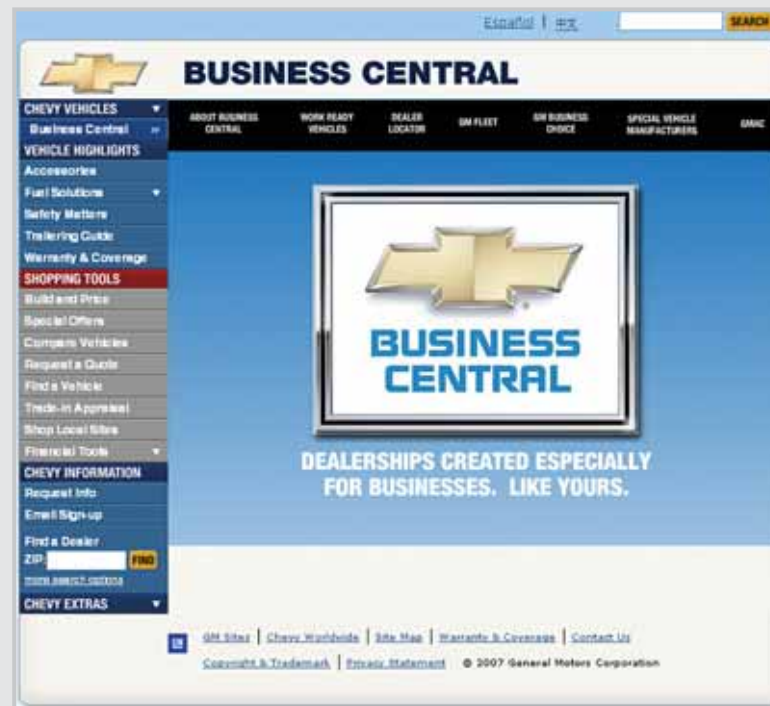 Español | 中文 SEARCH
BUSINESS CENTRAL
CHEVY VEHICLES
Business Central
VEHICLE HIGHLIGHTS
Accessories
Fuel Solutions
Safety Matters
Trailering Guide
Warranty & Coverage
SHOPPING TOOLS
Build and Price
Special Offers
Compare Vehicles
Request a Quote
Find a Vehicle
Trade-in Appraisal
Shop Local Sites
Financial Tools
CHEVY INFORMATION
Request Info
Email Sign-up
Find a Dealer
ZIP: FIND
more search options
CHEVY EXTRAS
ABOUT BUSINESS
CENTRAL
WORK READY
VEHICLES
DEALER
LOCATOR
GM FLEET
GM BUSINESS
CHOICE
SPECIAL VEHICLE
MANUFACTURERS
GMAC
BUSINESS
CENTRAL
DEALERSHIPS CREATED ESPECIALLY
FOR BUSINESSES. LIKE YOURS.
GM
GM Sites | Chevy Worldwide | Site Map | Warranty & Coverage | Contact Us
Copyright & Trademark | Privacy Statement © 2007 General Motors Corporation